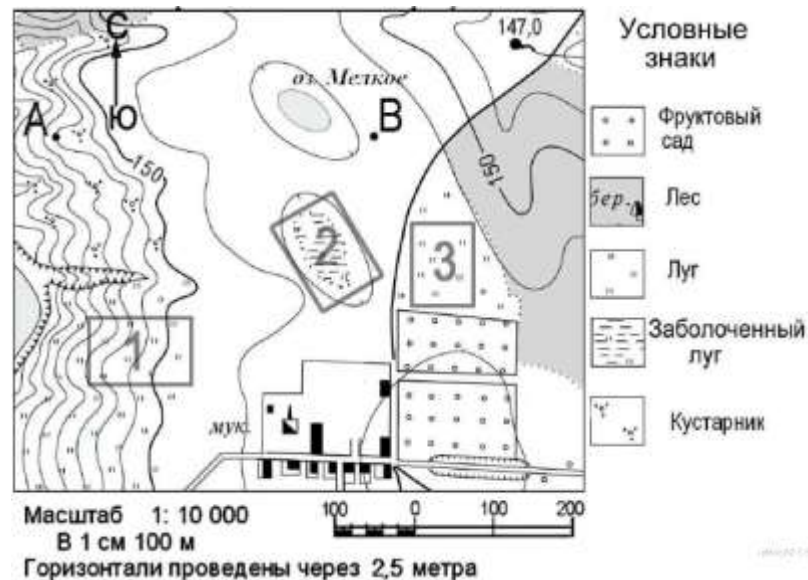 С
Ю
А
В
оз. Мелкое
147,0
150
150
1
2
3
мук.
Условные
знаки
Фруктовый
сад
бер.
Лес
Луг
Заболоченный
луг
Кустарник
Масштаб 1: 10 000
В 1 см 100 м
Горизонтали проведены через 2,5 метра
100 0 100 200